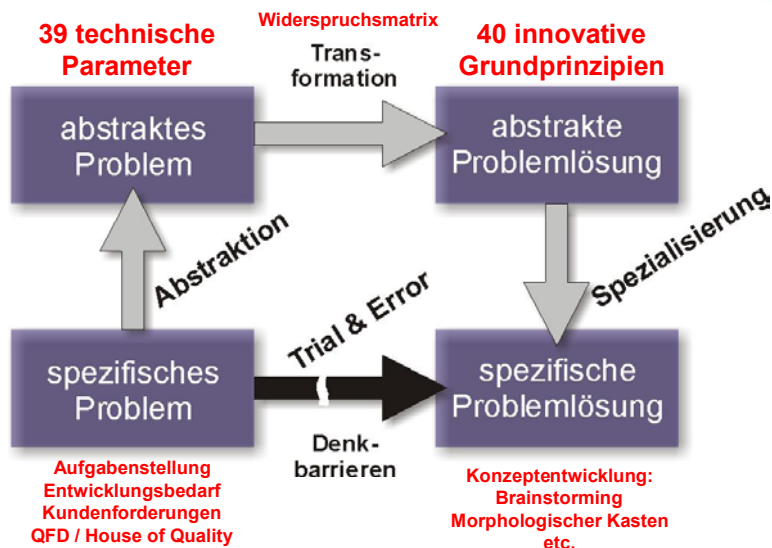 39 technische
Parameter
Widerspruchsmatrix
Trans-
formation
40 innovative
Grundprinzipien
abstraktes
Problem
abstrakte
Problemlösung
Abstraktion
Trial & Error
Spezialisierung
spezifisches
Problem
Denk-
barrieren
spezifische
Problemlösung
Aufgabenstellung
Entwicklungsbedarf
Kundenforderungen
QFD / House of Quality
Konzeptentwicklung:
Brainstorming
Morphologischer Kasten
etc.